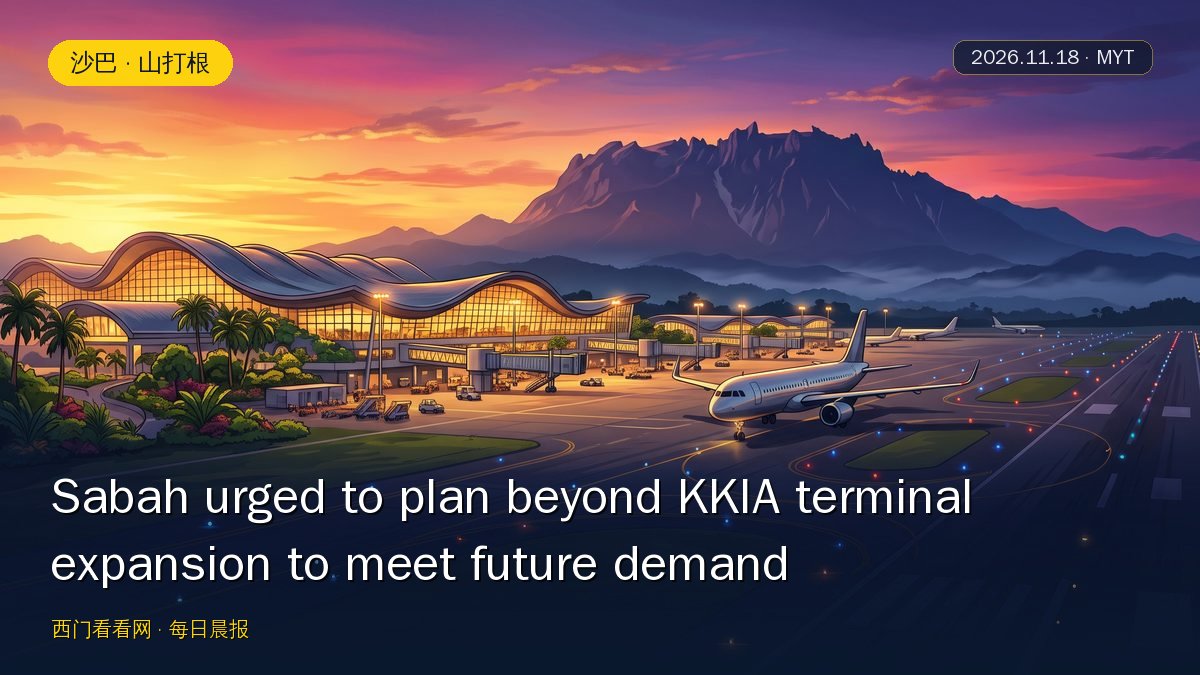 沙巴 · 山打根
2026.11.18 · MYT
Sabah urged to plan beyond KKIA terminal
expansion to meet future demand
西门看看网 · 每日晨报